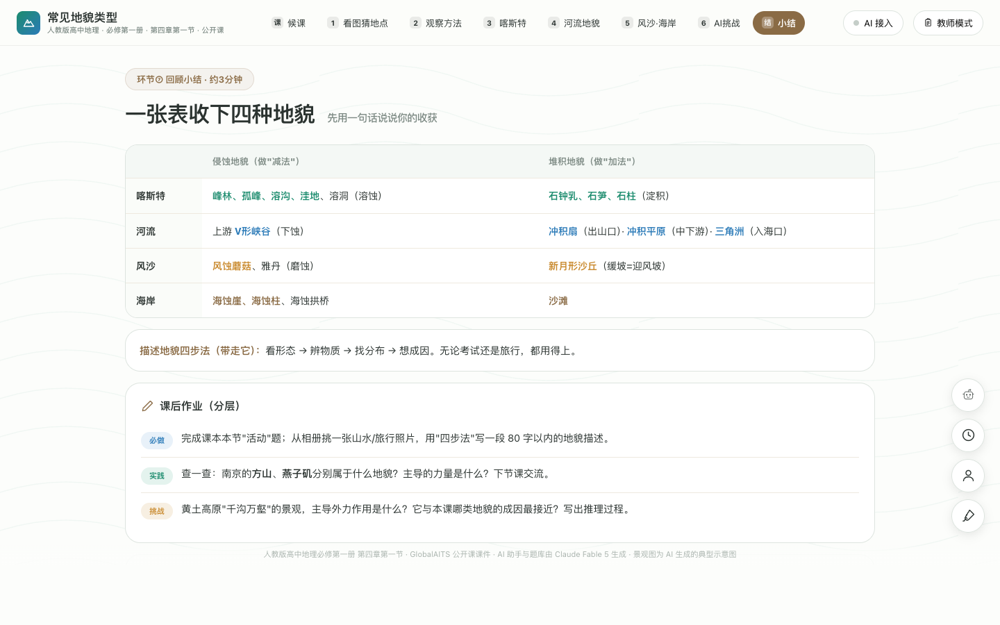 常见地貌类型
人教版高中地理 · 必修第一册 · 第四章第一节 · 公开课
课 候课
1 看图猜地点
2 观察方法
3 喀斯特
4 河流地貌
5 风沙·海岸
6 AI挑战
结 小结
AI 接入
教师模式
环节⑦ 回顾小结 · 约3分钟
一张表收下四种地貌 先用一句话说说你的收获
侵蚀地貌（做"减法"） 堆积地貌（做"加法"）
喀斯特 峰林、孤峰、溶沟、洼地、溶洞（溶蚀） 石钟乳、石笋、石柱（淀积）
河流 上游 V形峡谷（下蚀） 冲积扇（出山口）· 冲积平原（中下游）· 三角洲（入海口）
风沙 风蚀蘑菇、雅丹（磨蚀） 新月形沙丘（缓坡=迎风坡）
海岸 海蚀崖、海蚀柱、海蚀拱桥 沙滩
描述地貌四步法（带走它）：看形态 → 辨物质 → 找分布 → 想成因。无论考试还是旅行，都用得上。
课后作业（分层）
必做 完成课本本节"活动"题；从相册挑一张山水/旅行照片，用"四步法"写一段 80 字以内的地貌描述。
实践 查一查：南京的方山、燕子矶分别属于什么地貌？主导的力量是什么？下节课交流。
挑战 黄土高原"千沟万壑"的景观，主导外力作用是什么？它与本课哪类地貌的成因最接近？写出推理过程。
人教版高中地理必修第一册 第四章第一节 · GlobalAITS 公开课课件 · AI 助手与题库由 Claude Fable 5 生成 · 景观图为 AI 生成的典型示意图